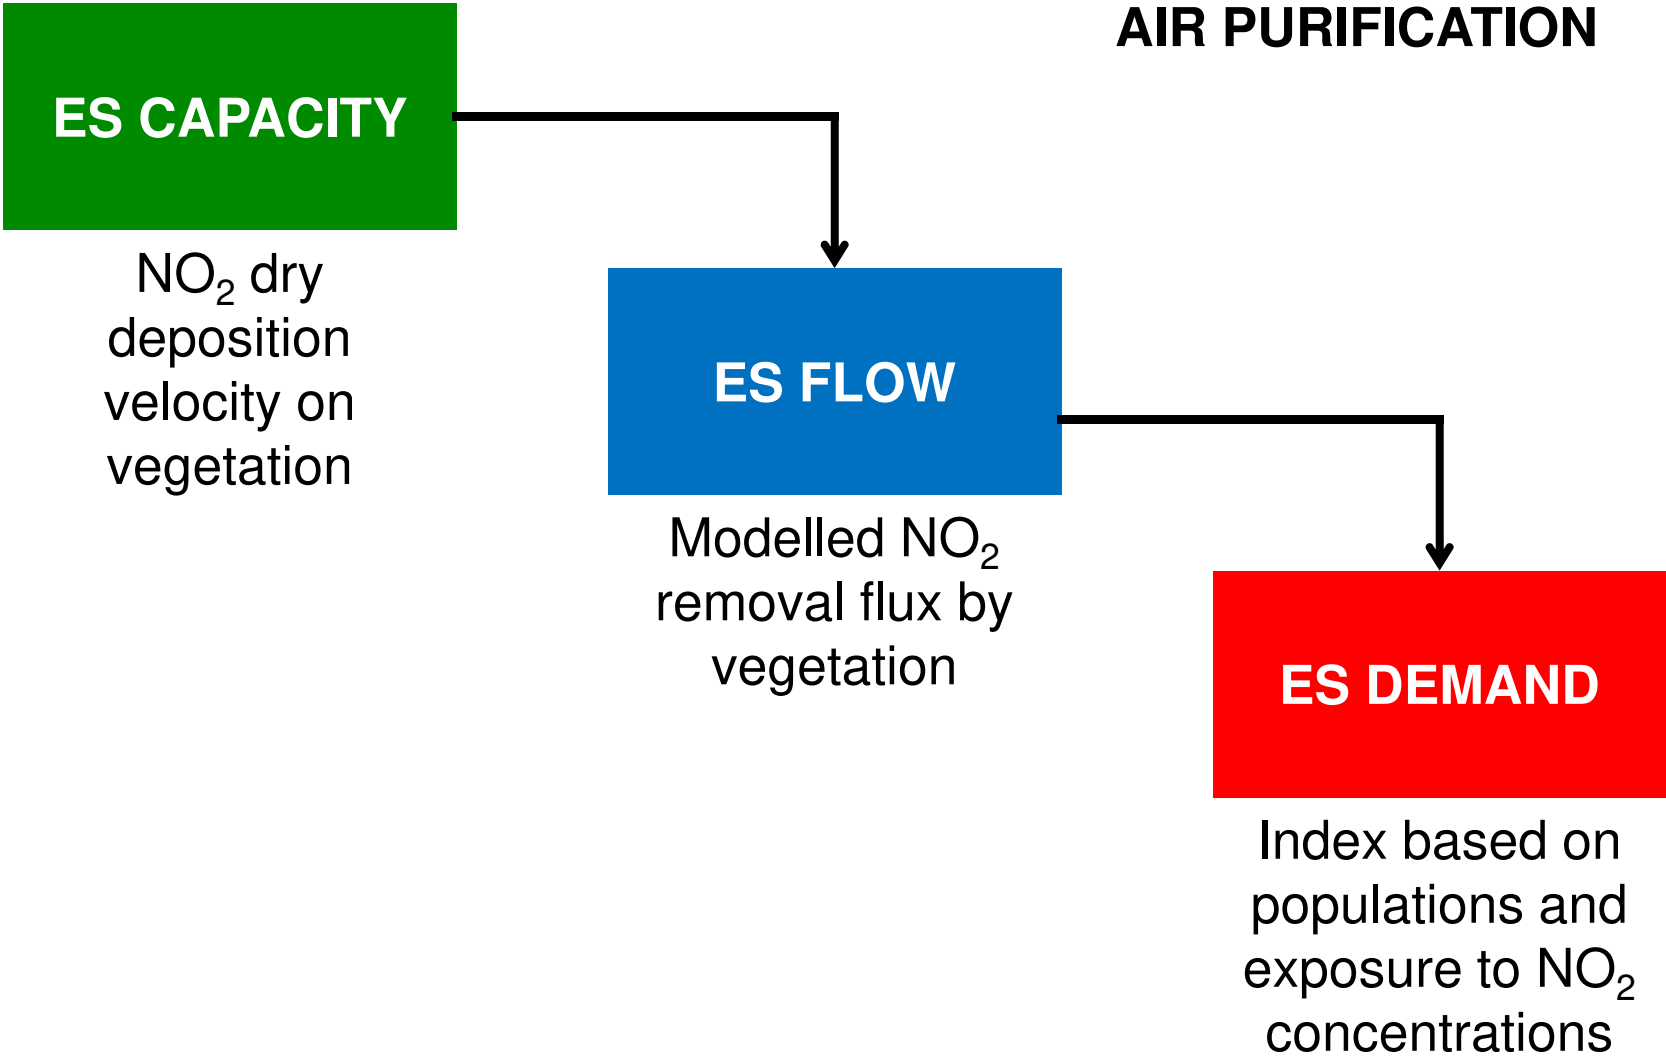 AIR PURIFICATION
ES CAPACITY
NO₂ dry
deposition
velocity on
vegetation
ES FLOW
Modelled NO₂
removal flux by
vegetation
ES DEMAND
Index based on
populations and
exposure to NO₂
concentrations